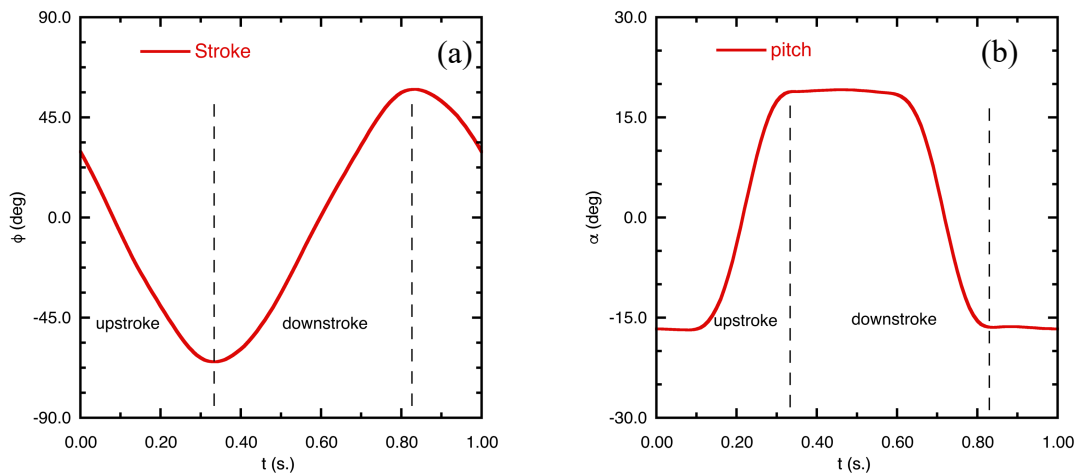 90.0
45.0
0.0
-45.0
-90.0
ϕ (deg)
Stroke
(a)
upstroke
downstroke
0.00
0.20
0.40
0.60
0.80
1.00
t (s.)
30.0
15.0
0.0
-15.0
-30.0
α (deg)
pitch
(b)
upstroke
downstroke
0.00
0.20
0.40
0.60
0.80
1.00
t (s.)